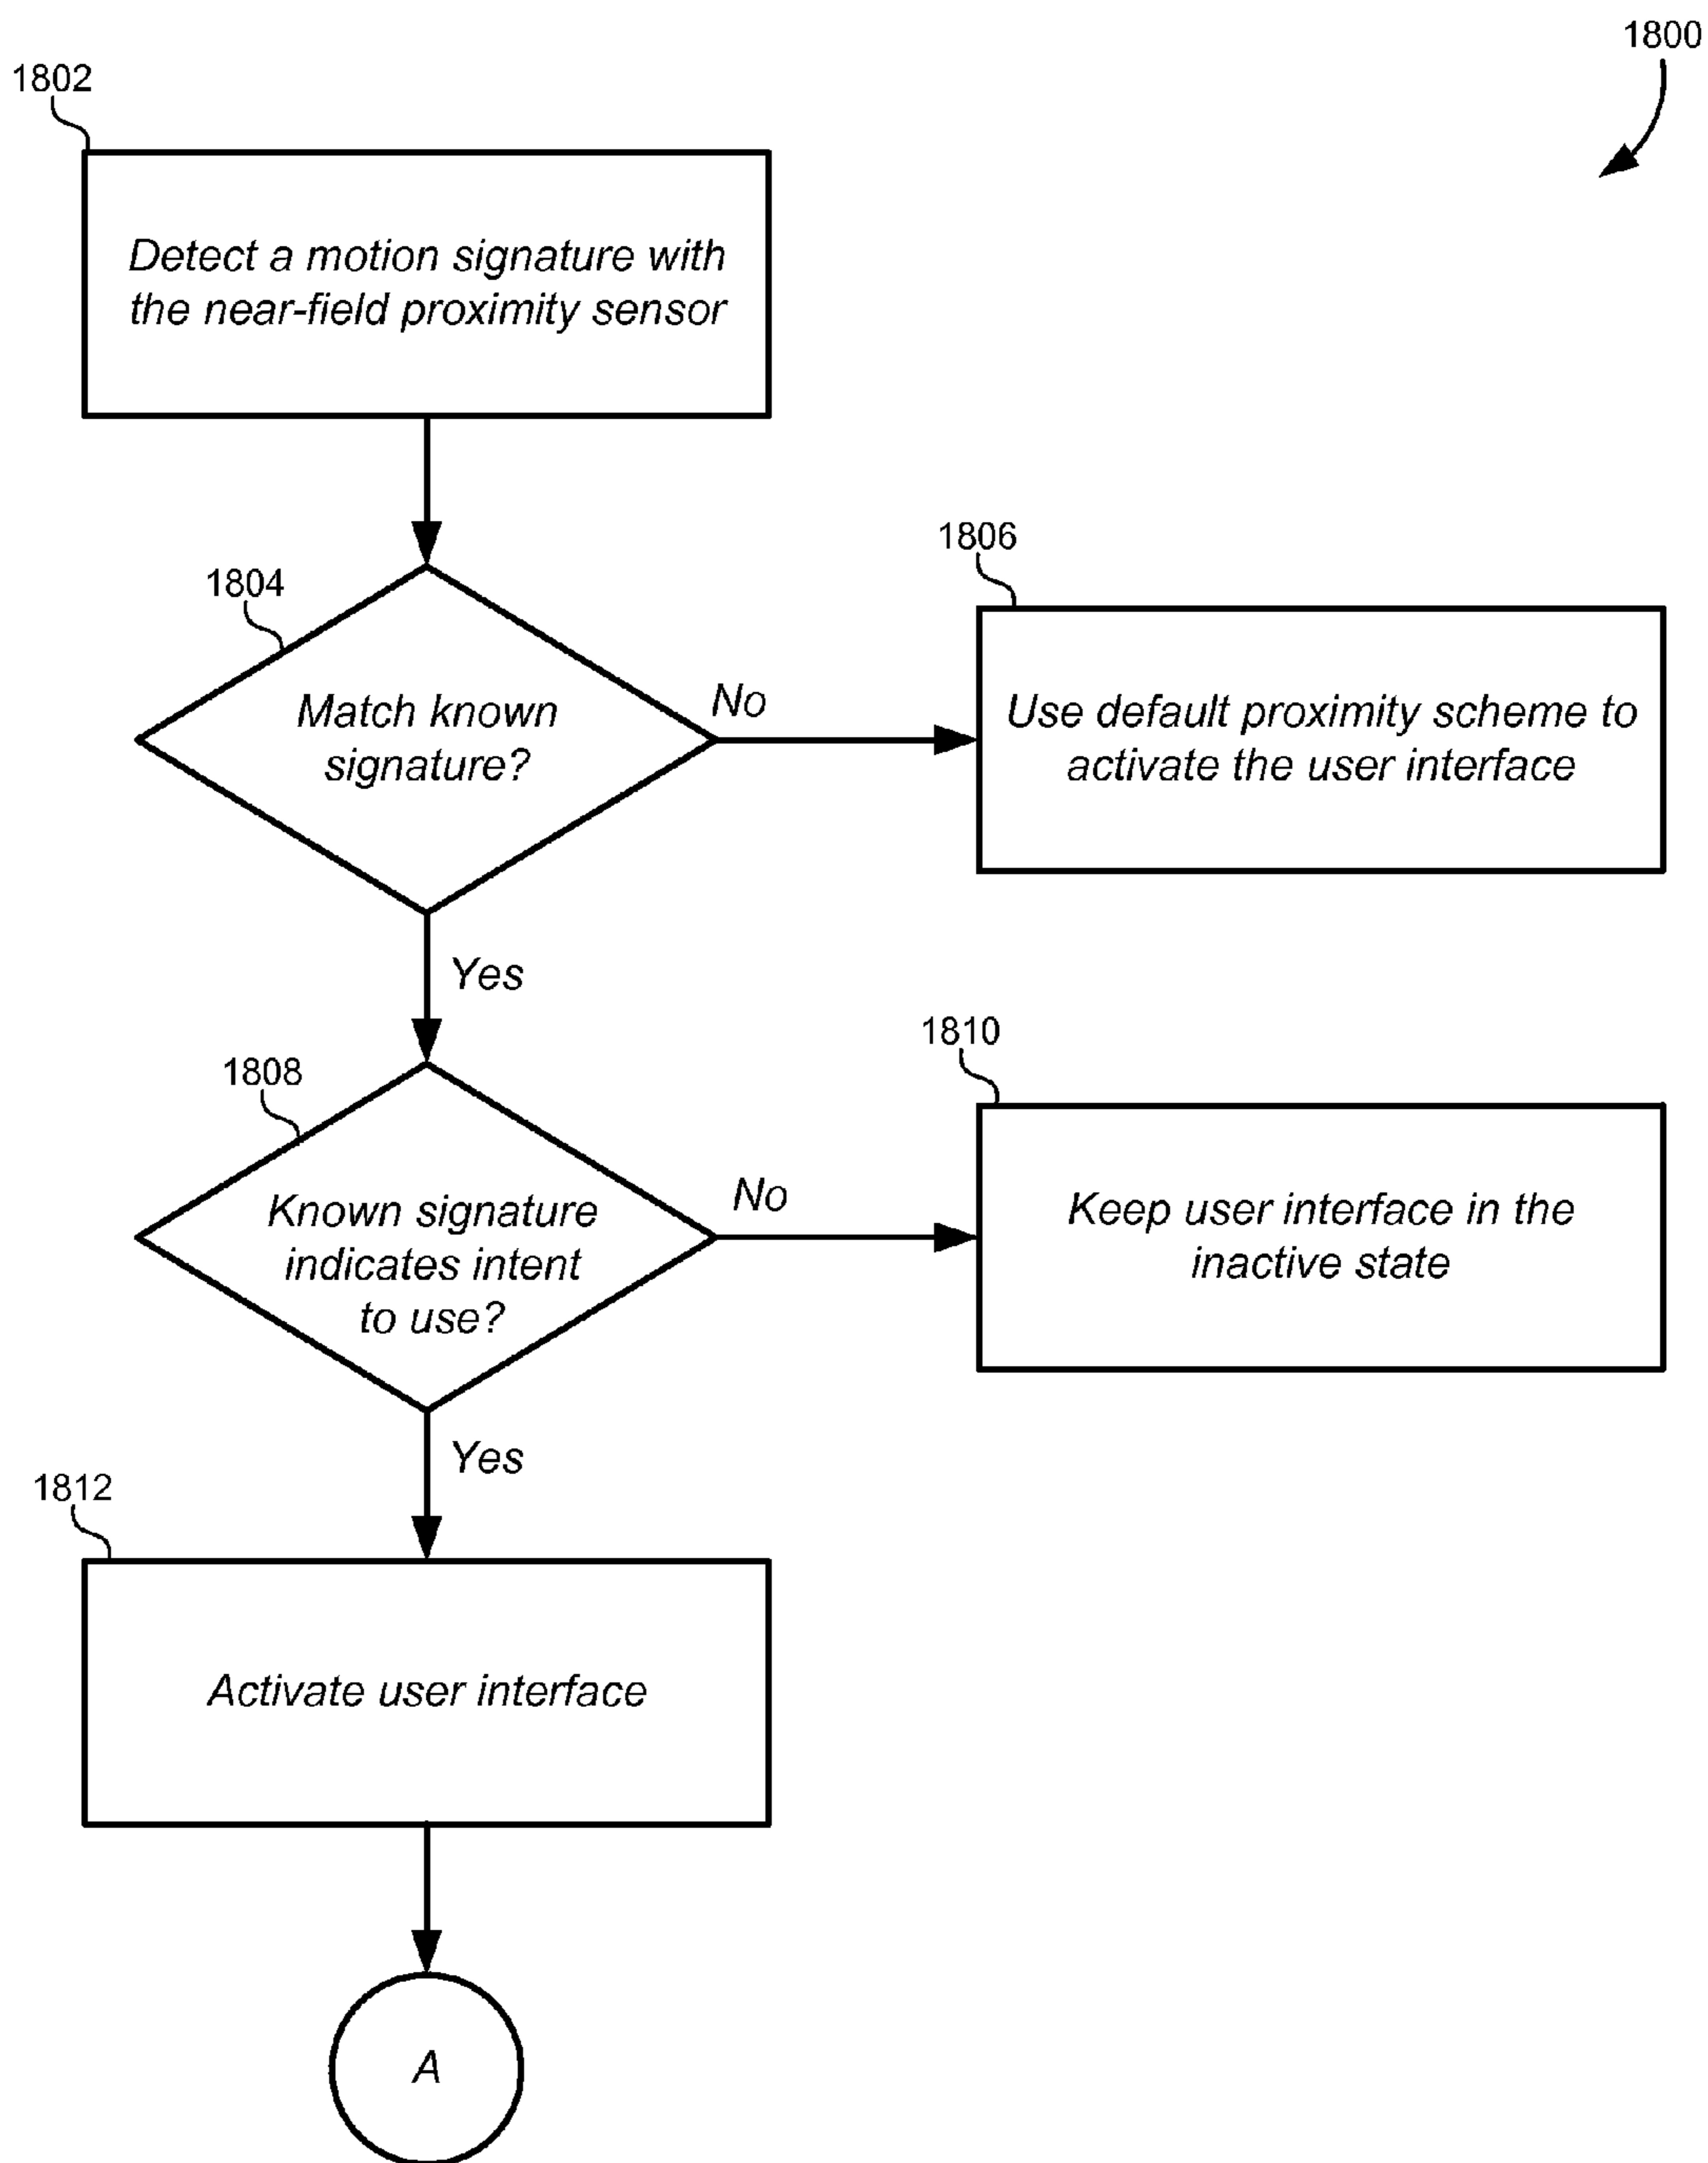 1800
1802
Detect a motion signature with
the near-field proximity sensor
1804
Match known
signature?
No
1806
Use default proximity scheme to
activate the user interface
Yes
1808
Known signature
indicates intent
to use?
No
1810
Keep user interface in the
inactive state
Yes
1812
Activate user interface
A